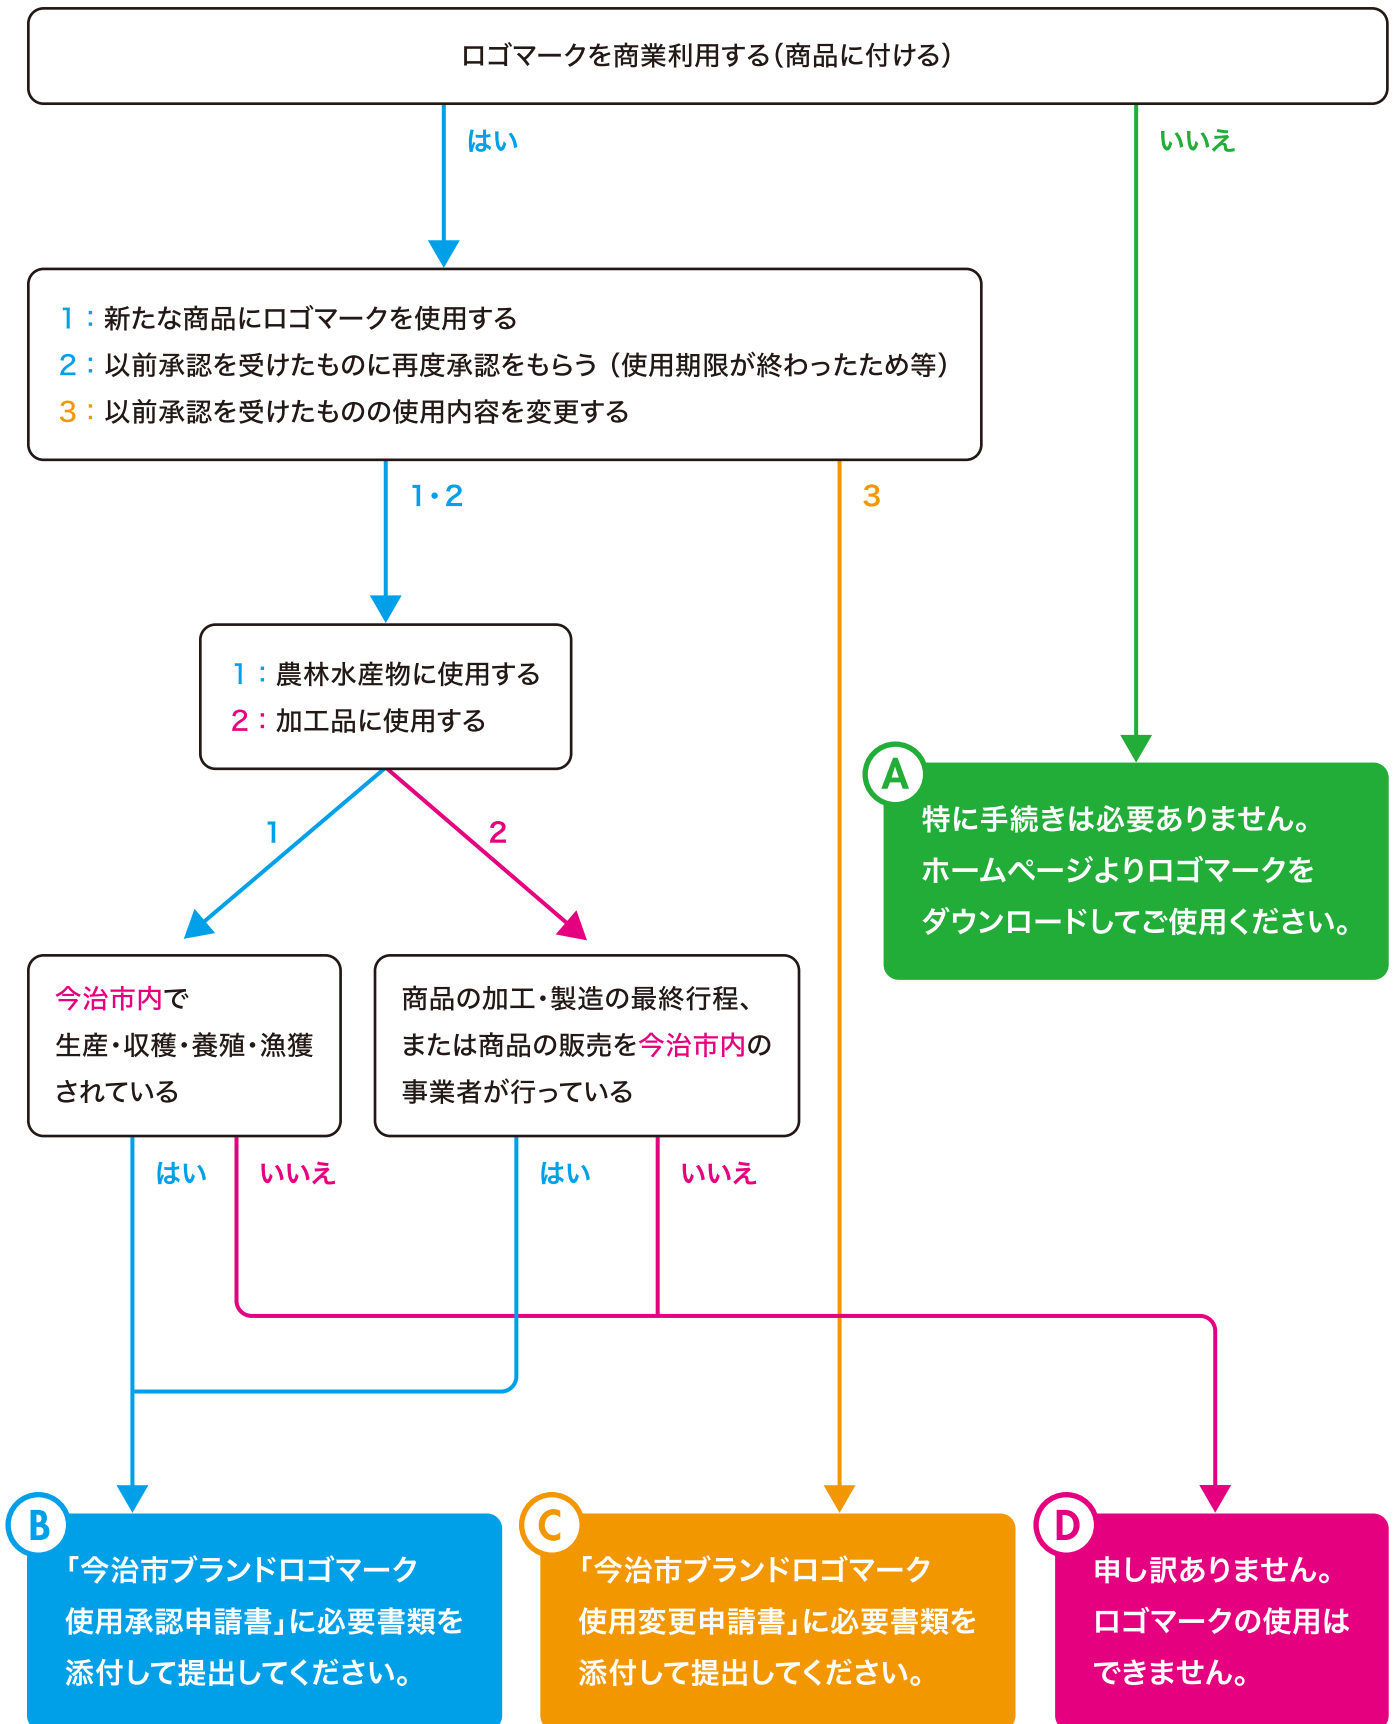 ロゴマークを商業利用する（商品に付ける）
はい
いいえ
1：新たな商品にロゴマークを使用する
2：以前承認を受けたものに再度承認をもらう（使用期限が終わったため等）
3：以前承認を受けたものの使用内容を変更する
1・2
3
1：農林水産物に使用する
2：加工品に使用する
1
2
A
特に手続きは必要ありません。
ホームページよりロゴマークを
ダウンロードしてご使用ください。
今治市内で
生産・収穫・養殖・漁獲
されている
商品の加工・製造の最終行程、
または商品の販売を今治市内の
事業者が行っている
はい
いいえ
はい
いいえ
B
「今治市ブランドロゴマーク
使用承認申請書」に必要書類を
添付して提出してください。
C
「今治市ブランドロゴマーク
使用変更申請書」に必要書類を
添付して提出してください。
D
申し訳ありません。
ロゴマークの使用は
できません。